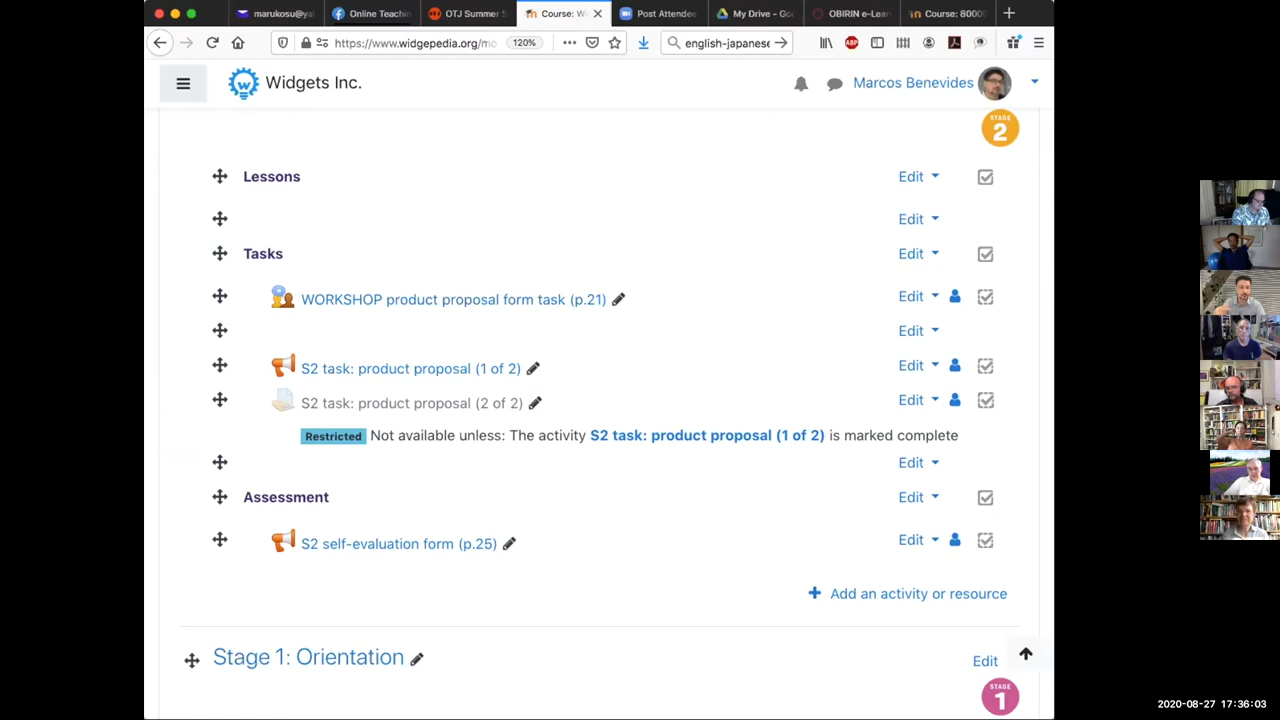 marukosu@ya
Online Teachin
OTJ Summer S
Course: Wi
Post Attendee
My Drive - Go
OBIRIN e-Lear
Course: 8000
https://www.widgepedia.org/mo
120%
english-japanese
ABP
Widgets Inc.
Marcos Benevides
STAGE
2
Lessons
Edit
Edit
Tasks
Edit
WORKSHOP product proposal form task (p.21)
Edit
Edit
S2 task: product proposal (1 of 2)
Edit
S2 task: product proposal (2 of 2)
Edit
Restricted Not available unless: The activity S2 task: product proposal (1 of 2) is marked complete
Edit
Assessment
Edit
S2 self-evaluation form (p.25)
Edit
Add an activity or resource
Stage 1: Orientation
Edit
STAGE
1
2020-08-27 17:36:03